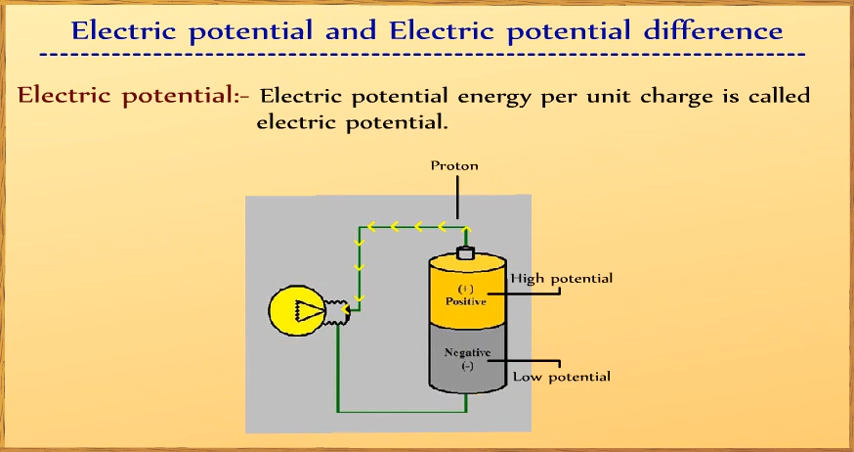 Electric potential and Electric potential difference
Electric potential:- Electric potential energy per unit charge is called
electric potential.
Proton
High potential
(+)
Positive
Negative
(-)
Low potential